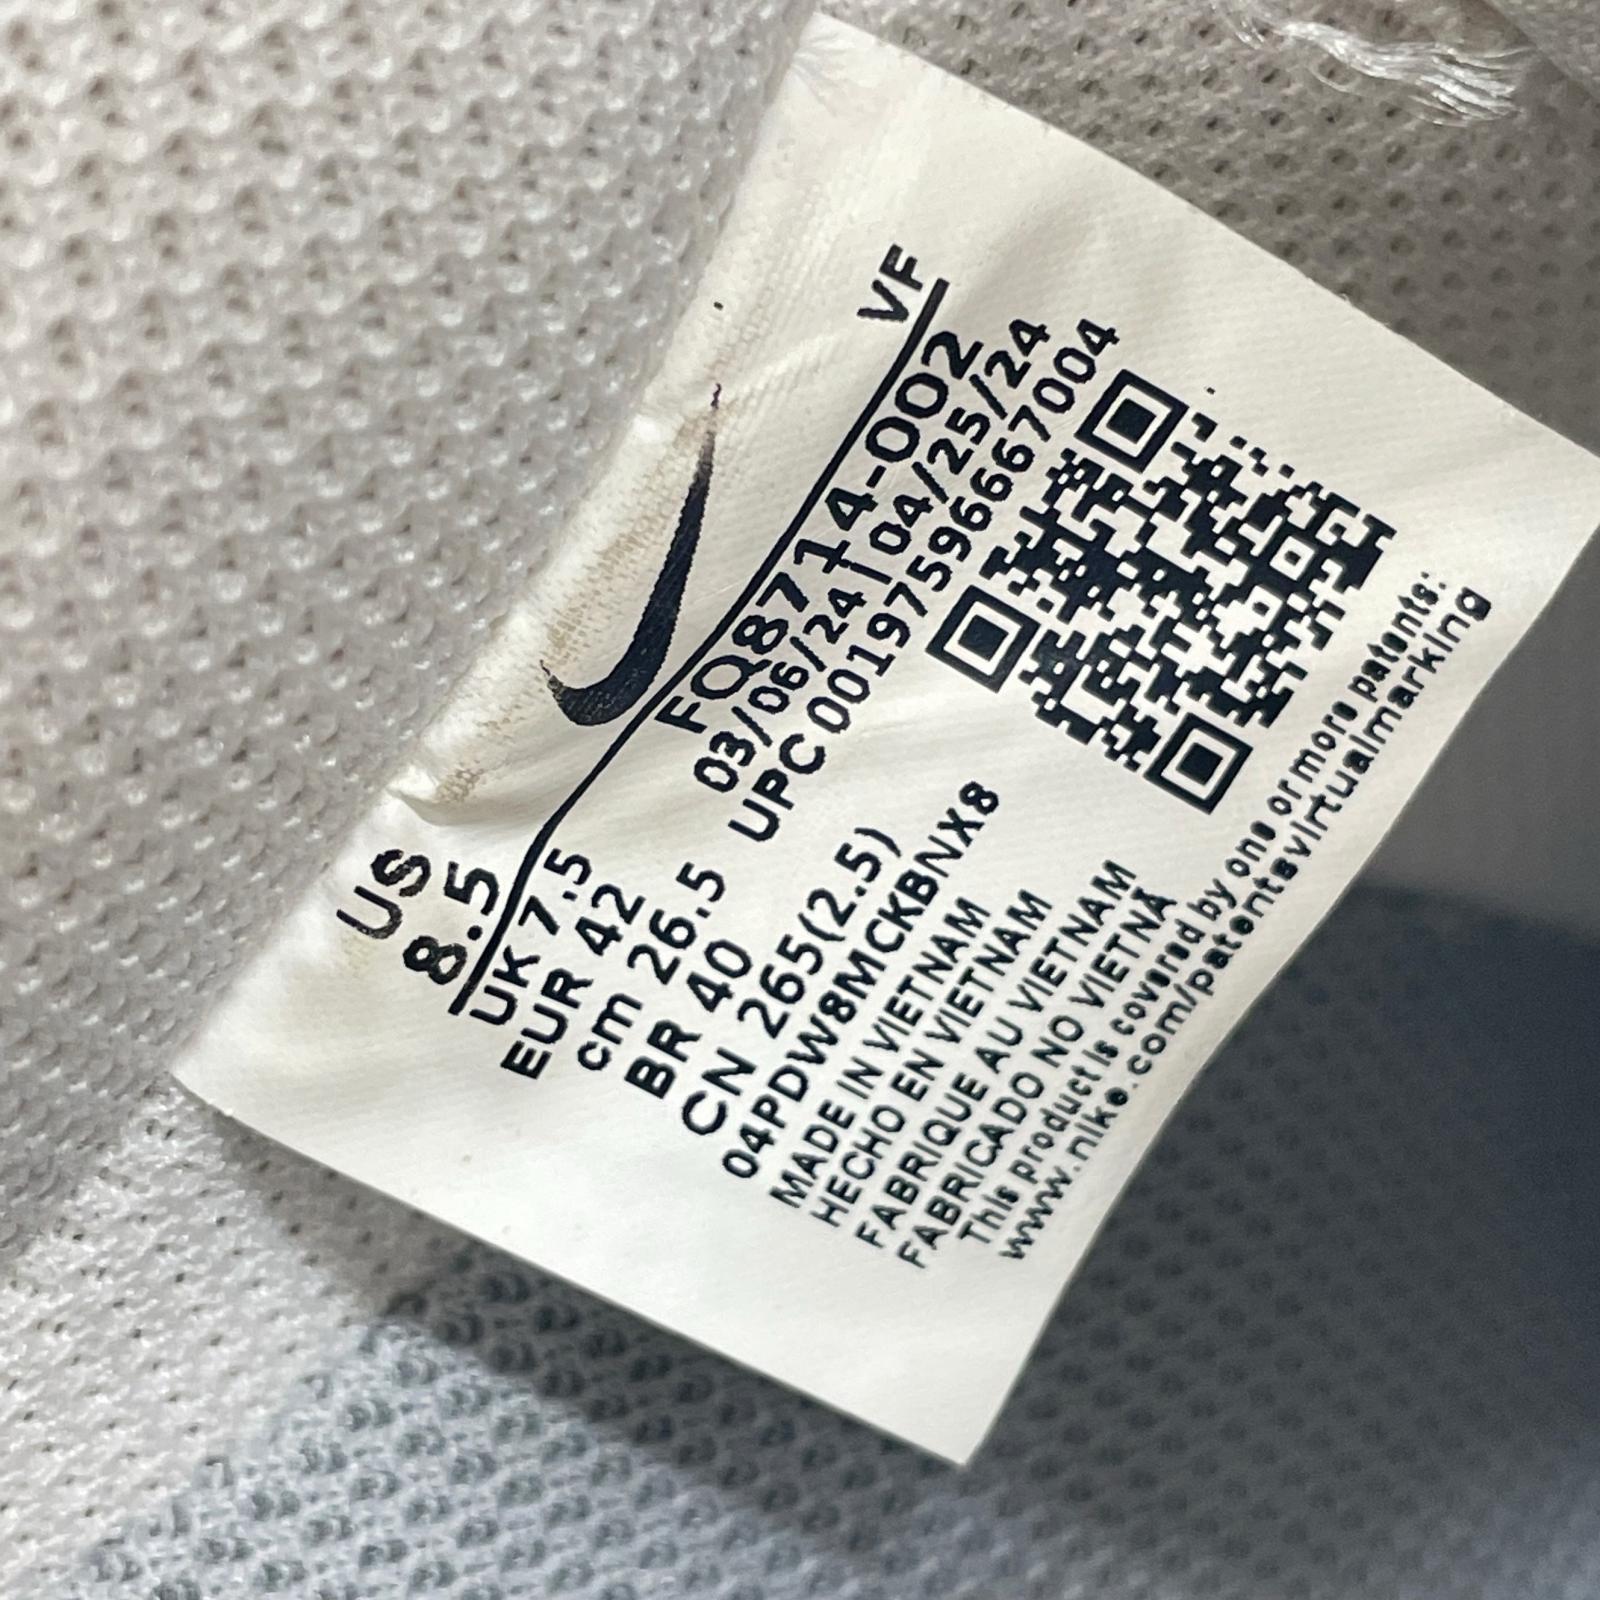 US
8.5
VF
UK 7.5
EUR 42
cm 26.5
BR 40
CN 265(2.5)
FQ8714-002
03/06/24|04/25/24
UPC 00197596667004
04PDW8MCKBNX8
MADE IN VIETNAM
HECHO EN VIETNAM
FABRIQUE AU VIETNAM
FABRICADO NO VIETNÃ
This product is covered by one or more patents:
www.nike.com/patentsvirtualmarking